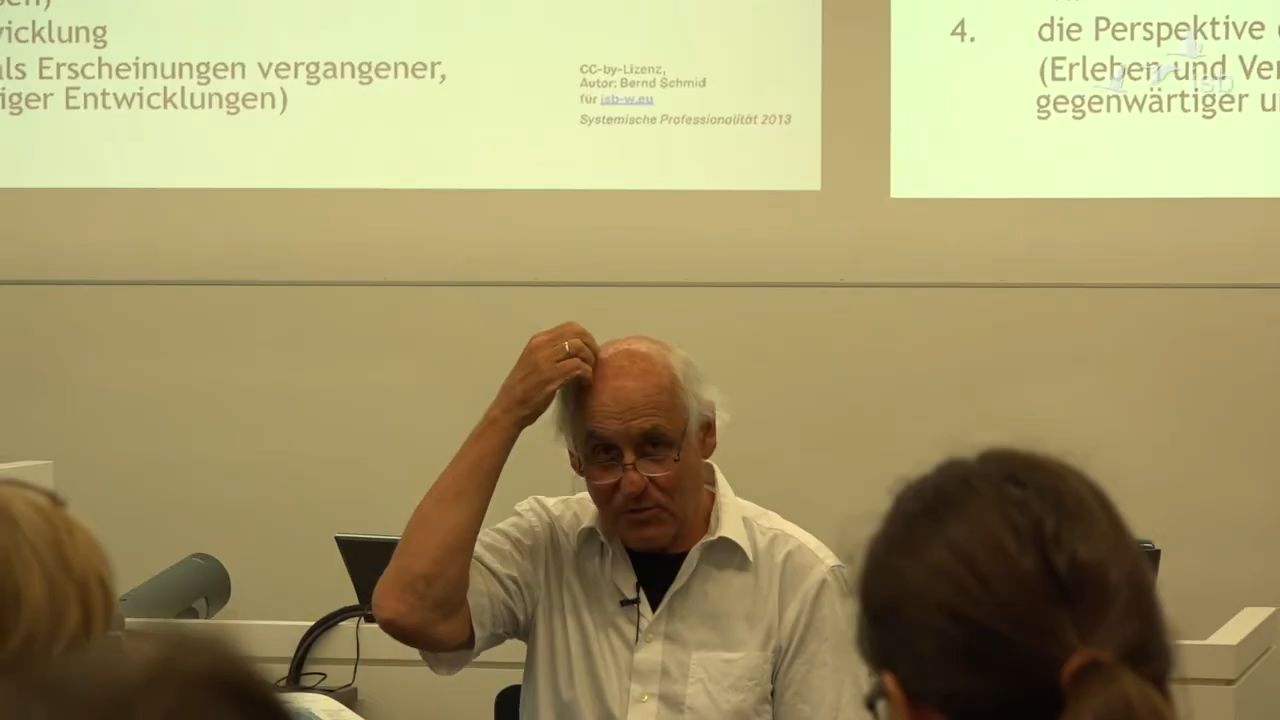 wicklung
als Erscheinungen vergangener,
iger Entwicklungen)
CC-by-Lizenz,
Autor: Bernd Schmid
für isb-w.eu
Systemische Professionalität 2013
4. die Perspektive
(Erleben und Ver
gegenwärtiger u
isb